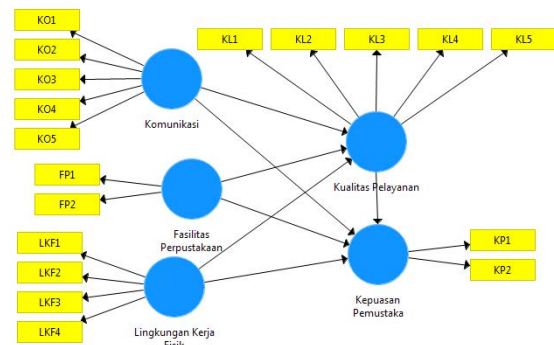 KO1
KO2
KO3
KO4
KO5
Komunikasi
KL1
KL2
KL3
KL4
KL5
Kualitas Pelayanan
FP1
FP2
Fasilitas
Perpustakaan
LKF1
LKF2
LKF3
LKF4
Lingkungan Kerja
Fisik
KP1
KP2
Kepuasan
Pemustaka